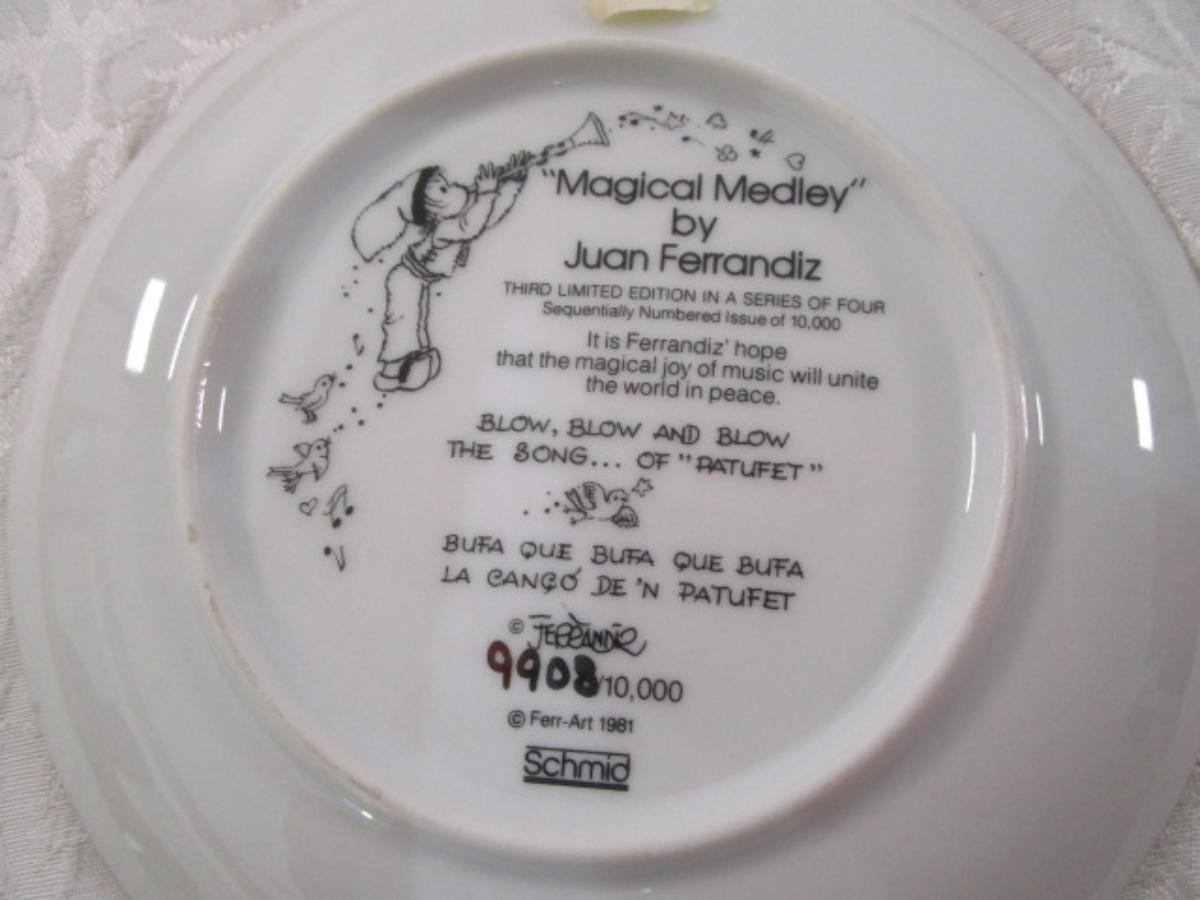 "Magical Medley"
by
Juan Ferrandiz
THIRD LIMITED EDITION IN A SERIES OF FOUR
Sequentially Numbered Issue of 10,000
It is Ferrandiz' hope
that the magical joy of music will unite
the world in peace.
BLOW, BLOW AND BLOW
THE SONG... OF "PATUFET"
BUFA QUE BUFA QUE BUFA
LA CANÇÓ DE 'N PATUFET
© FERRÀNDIZ
9908/10,000
© Ferr-Art 1981
Schmid